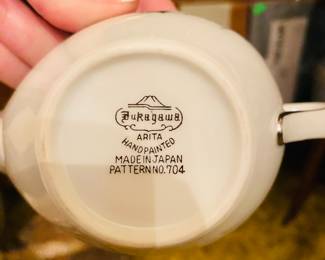 Fukagawa
ARITA
HANDPAINTED
MADE IN JAPAN
PATTERN NO. 704